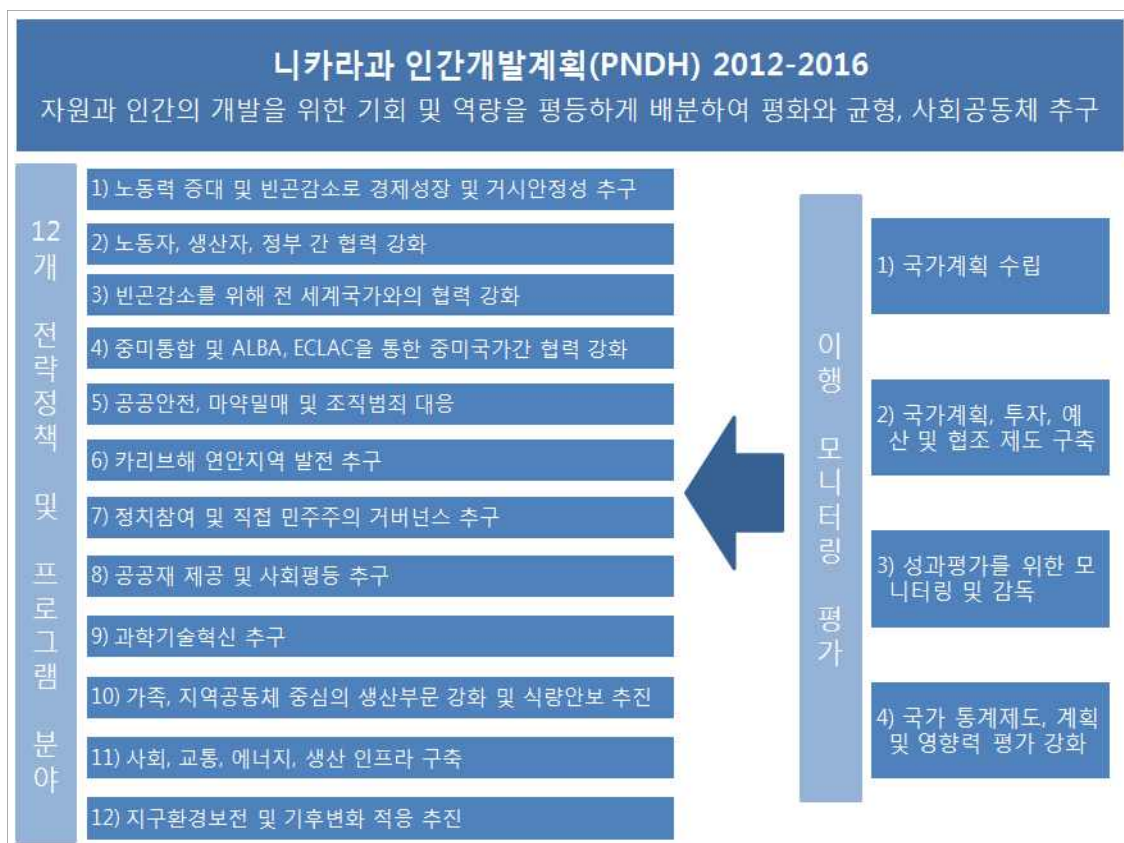 니카라과 인간개발계획(PNDH) 2012-2016
자원과 인간의 개발을 위한 기회 및 역량을 평등하게 배분하여 평화와 균형, 사회공동체 추구
12개 전략정책 및 프로그램 분야
1) 노동력 증대 및 빈곤감소로 경제성장 및 거시안정성 추구
2) 노동자, 생산자, 정부 간 협력 강화
3) 빈곤감소를 위해 전 세계국가와의 협력 강화
4) 중미통합 및 ALBA, ECLAC을 통한 중미국가간 협력 강화
5) 공공안전, 마약밀매 및 조직범죄 대응
6) 카리브해 연안지역 발전 추구
7) 정치참여 및 직접 민주주의 거버넌스 추구
8) 공공재 제공 및 사회평등 추구
9) 과학기술혁신 추구
10) 가족, 지역공동체 중심의 생산부문 강화 및 식량안보 추진
11) 사회, 교통, 에너지, 생산 인프라 구축
12) 지구환경보전 및 기후변화 적응 추진
이행 모니터링 평가
1) 국가계획 수립
2) 국가계획, 투자, 예
산 및 협조 제도 구축
3) 성과평가를 위한 모
니터링 및 감독
4) 국가 통계제도, 계획
및 영향력 평가 강화